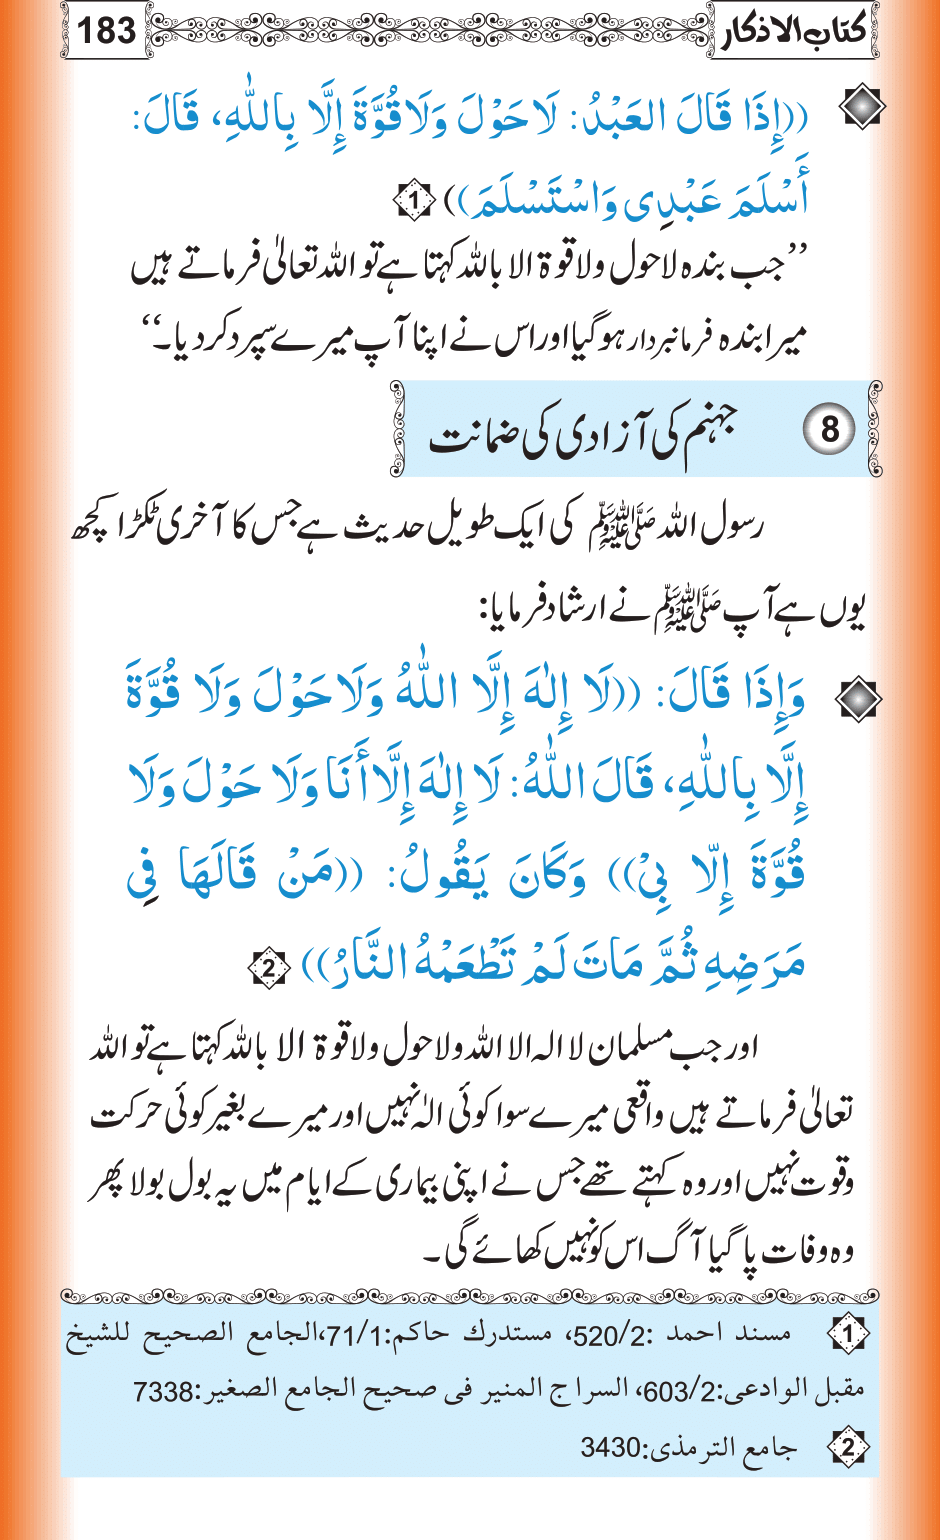 كتاب الاذكار 183
((إِذَا قَالَ العَبْدُ: لَا حَوْلَ وَلَا قُوَّةَ إِلَّا بِاللّٰهِ، قَالَ:
أَسْلَمَ عَبْدِى وَاسْتَسْلَمَ)) 1
’’جب بندہ لاحول ولا قوۃ الا باللہ کہتا ہے تو اللہ تعالیٰ فرماتے ہیں
میرا بندہ فرمانبردار ہو گیا اور اس نے اپنا آپ میرے سپرد کر دیا۔‘‘
8 جہنم کی آزادی کی ضمانت
رسول اللہ ﷺ کی ایک طویل حدیث ہے جس کا آخری ٹکڑا کچھ
یوں ہے آپ ﷺ نے ارشاد فرمایا:
وَإِذَا قَالَ: ((لَا إِلٰهَ إِلَّا اللّٰهُ وَلَا حَوْلَ وَلَا قُوَّةَ
إِلَّا بِاللّٰهِ، قَالَ اللّٰهُ: لَا إِلٰهَ إِلَّا أَنَا وَلَا حَوْلَ وَلَا
قُوَّةَ إِلّا بِيْ)) وَكَانَ يَقُولُ: ((مَنْ قَالَهَا فِي
مَرَضِهِ ثُمَّ مَاتَ لَمْ تَطْعَمْهُ النَّارُ)) 2
اور جب مسلمان لا الہ الا اللہ ولا حول ولا قوۃ الا باللہ کہتا ہے تو اللہ
تعالیٰ فرماتے ہیں واقعی میرے سوا کوئی الٰہ نہیں اور میرے بغیر کوئی حرکت
وقوت نہیں اور وہ کہتے تھے جس نے اپنی بیماری کے ایام میں یہ بول بولا پھر
وہ وفات پا گیا آگ اس کو نہیں کھائے گی۔
1 مسند احمد :520/2، مستدرك حاكم:71/1،الجامع الصحيح للشيخ
مقبل الوادعى:603/2، السراج المنير فى صحيح الجامع الصغير:7338
2 جامع الترمذى:3430